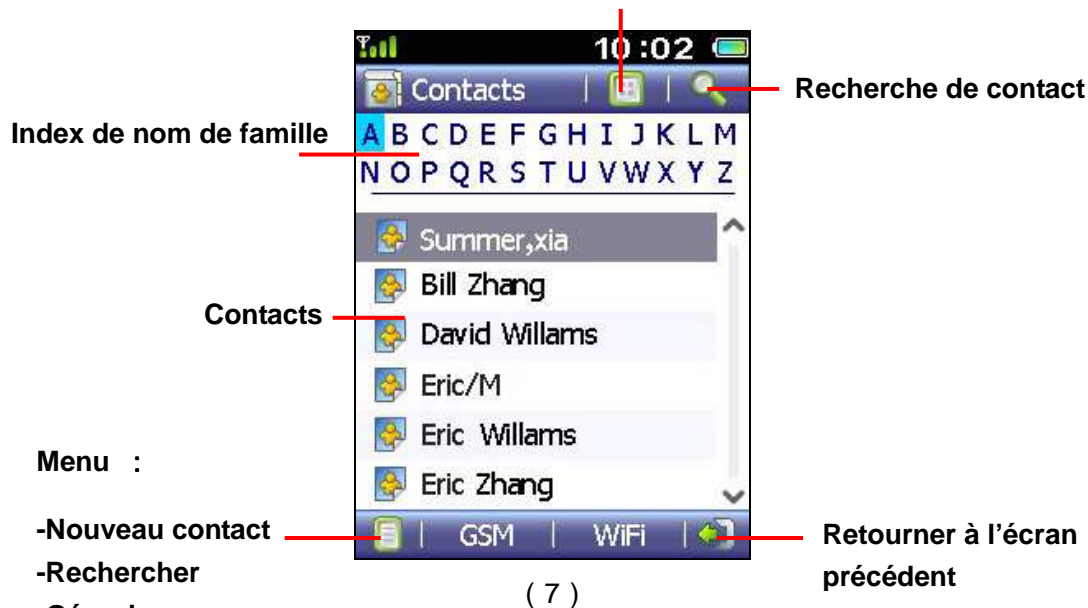 10:02
Contacts
Recherche de contact
Index de nom de famille
A B C D E F G H I J K L M
N O P Q R S T U V W X Y Z
Summer,xia
Bill Zhang
Contacts
David Willams
Eric/M
Eric Willams
Eric Zhang
Menu :
-Nouveau contact
-Rechercher
GSM | WiFi
Retourner à l'écran
précédent
( 7 )